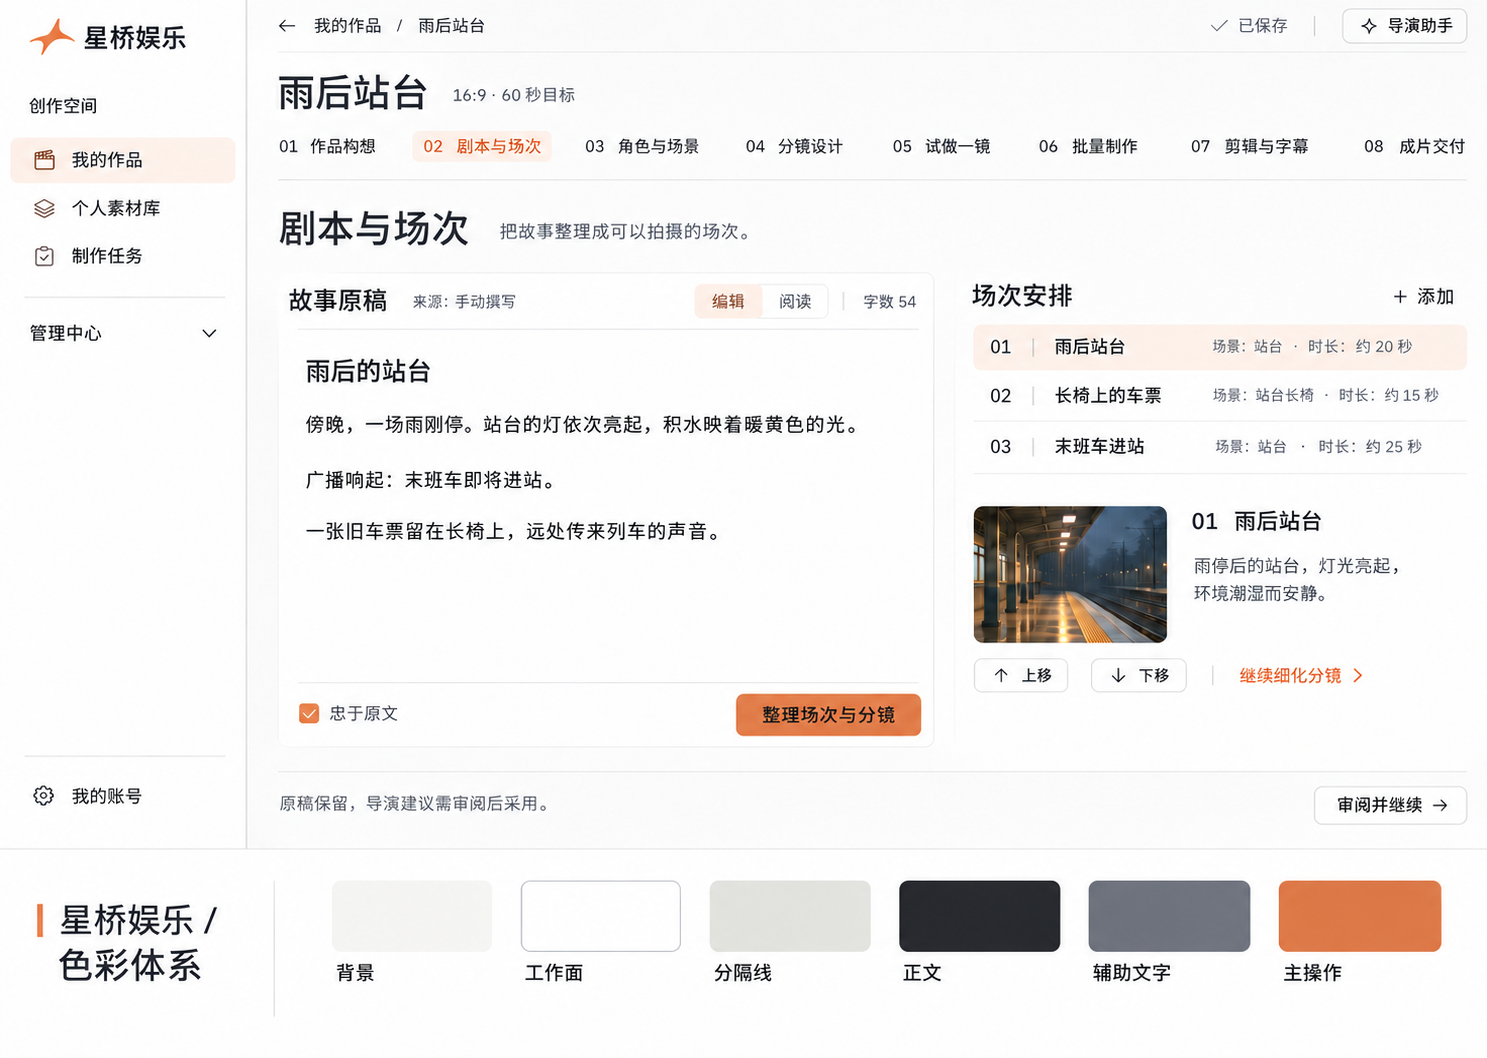 星桥娱乐
创作空间
我的作品
个人素材库
制作任务
管理中心
我的账号
我的作品 / 雨后站台
已保存
导演助手
雨后站台 16:9 · 60 秒目标
01 作品构想 02 剧本与场次 03 角色与场景 04 分镜设计 05 试做一镜 06 批量制作 07 剪辑与字幕 08 成片交付
剧本与场次 把故事整理成可以拍摄的场次。
故事原稿 来源：手动撰写 编辑 阅读 字数 54
雨后的站台
傍晚，一场雨刚停。站台的灯依次亮起，积水映着暖黄色的光。
广播响起：末班车即将进站。
一张旧车票留在长椅上，远处传来列车的声音。
忠于原文
整理场次与分镜
场次安排 + 添加
01 雨后站台 场景：站台 · 时长：约 20 秒
02 长椅上的车票 场景：站台长椅 · 时长：约 15 秒
03 末班车进站 场景：站台 · 时长：约 25 秒
01 雨后站台
雨停后的站台，灯光亮起，
环境潮湿而安静。
上移 下移 继续细化分镜
原稿保留，导演建议需审阅后采用。
审阅并继续
星桥娱乐 /
色彩体系
背景 工作面 分隔线 正文 辅助文字 主操作